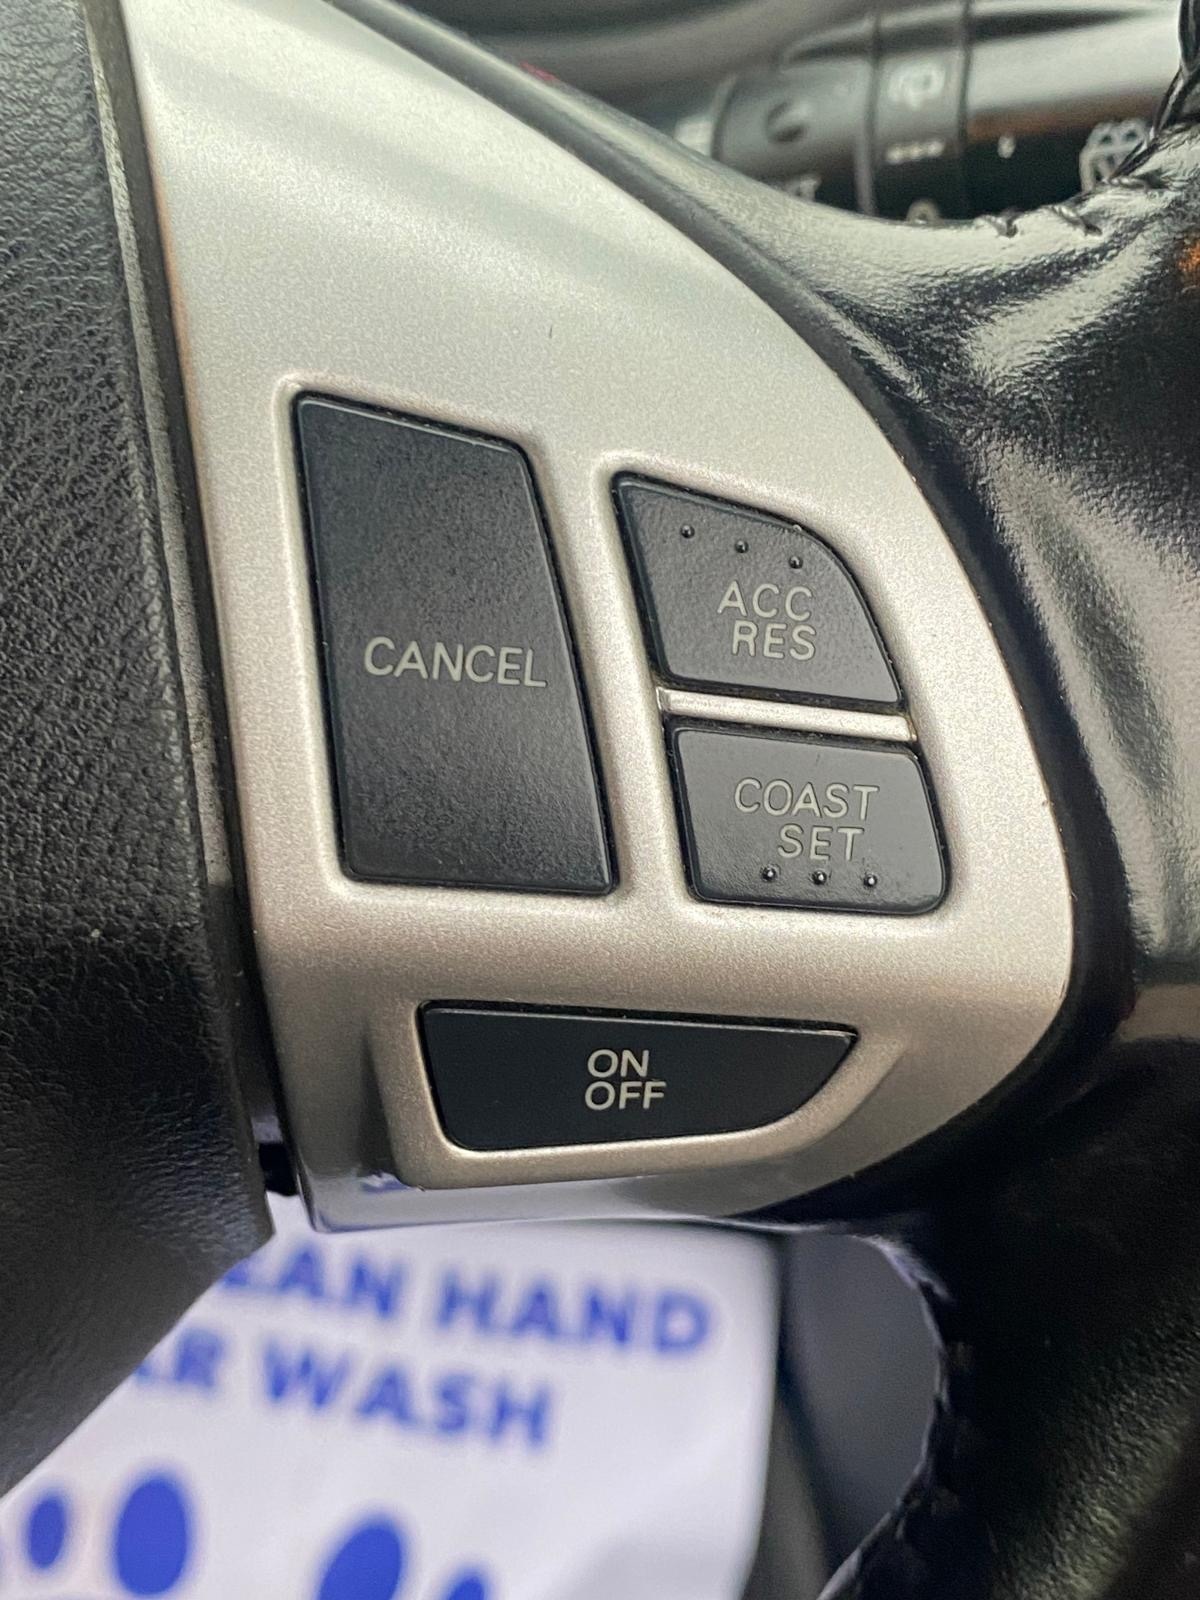 CANCEL
ACC
RES
COAST
SET
ON
OFF
HAND
WASH